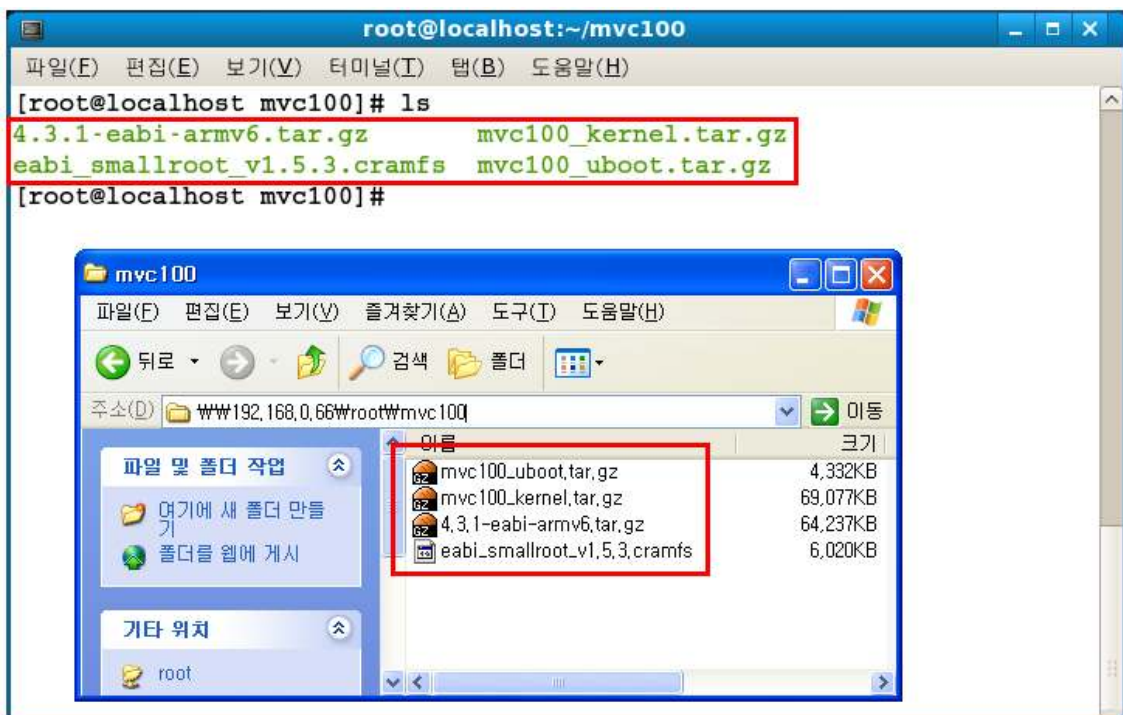 root@localhost:~/mvc100
파일(F) 편집(E) 보기(V) 터미널(T) 탭(B) 도움말(H)
[root@localhost mvc100]# ls
4.3.1-eabi-armv6.tar.gz mvc100_kernel.tar.gz
eabi_smallroot_v1.5.3.cramfs mvc100_uboot.tar.gz
[root@localhost mvc100]#
mvc100
파일(F) 편집(E) 보기(V) 즐겨찾기(A) 도구(T) 도움말(H)
뒤로 검색 폴더
주소(D) ₩₩192.168.0.66₩root₩mvc100 이동
이름 크기
파일 및 폴더 작업
여기에 새 폴더 만들
기
폴더를 웹에 게시
기타 위치
root
mvc100_uboot.tar.gz 4,332KB
mvc100_kernel.tar.gz 69,077KB
4.3.1-eabi-armv6.tar.gz 64,237KB
eabi_smallroot_v1.5.3.cramfs 6,020KB